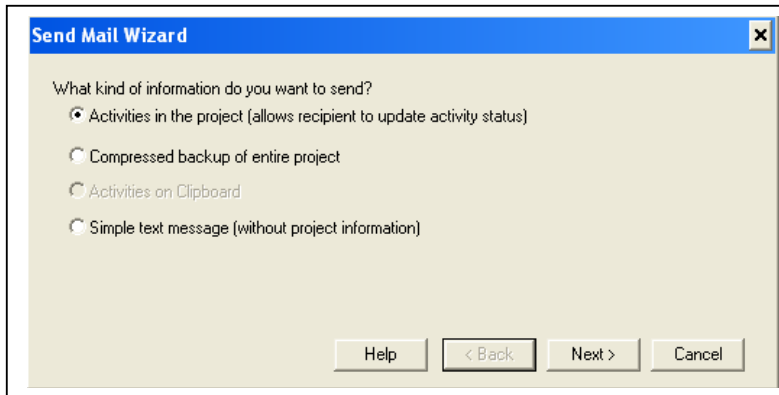 Send Mail Wizard
What kind of information do you want to send?
Activities in the project (allows recipient to update activity status)
Compressed backup of entire project
Activities on Clipboard
Simple text message (without project information)
Help
< Back
Next >
Cancel